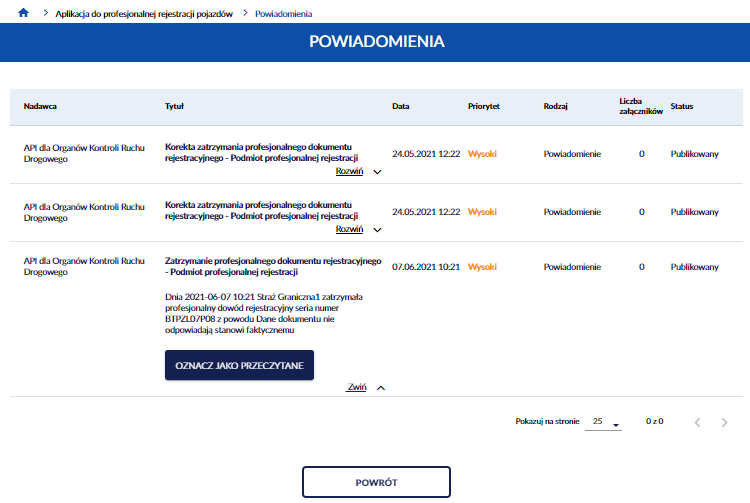 Aplikacja do profesjonalnej rejestracji pojazdów
Powiadomienia
POWIADOMIENIA
Nadawca
Tytuł
Data
Priorytet
Rodzaj
Liczba
załączników
Status
API dla Organów Kontroli Ruchu
Drogowego
Korekta zatrzymania profesjonalnego dokumentu
rejestracyjnego - Podmiot profesjonalnej rejestracji
Rozwiń
24.05.2021 12:22
Wysoki
Powiadomienie
0
Publikowany
API dla Organów Kontroli Ruchu
Drogowego
Korekta zatrzymania profesjonalnego dokumentu
rejestracyjnego - Podmiot profesjonalnej rejestracji
Rozwiń
24.05.2021 12:22
Wysoki
Powiadomienie
0
Publikowany
API dla Organów Kontroli Ruchu
Drogowego
Zatrzymanie profesjonalnego dokumentu rejestracyjnego
- Podmiot profesjonalnej rejestracji
07.06.2021 10:21
Wysoki
Powiadomienie
0
Publikowany
Dnia 2021-06-07 10:21 Straż Graniczna1 zatrzymała
profesjonalny dowód rejestracyjny seria numer
BTPZL07P08 z powodu Dane dokumentu nie
odpowiadają stanowi faktycznemu
OZNACZ JAKO PRZECZYTANE
Zwiń
Pokazuj na stronie
25
0 z 0
POWRÓT